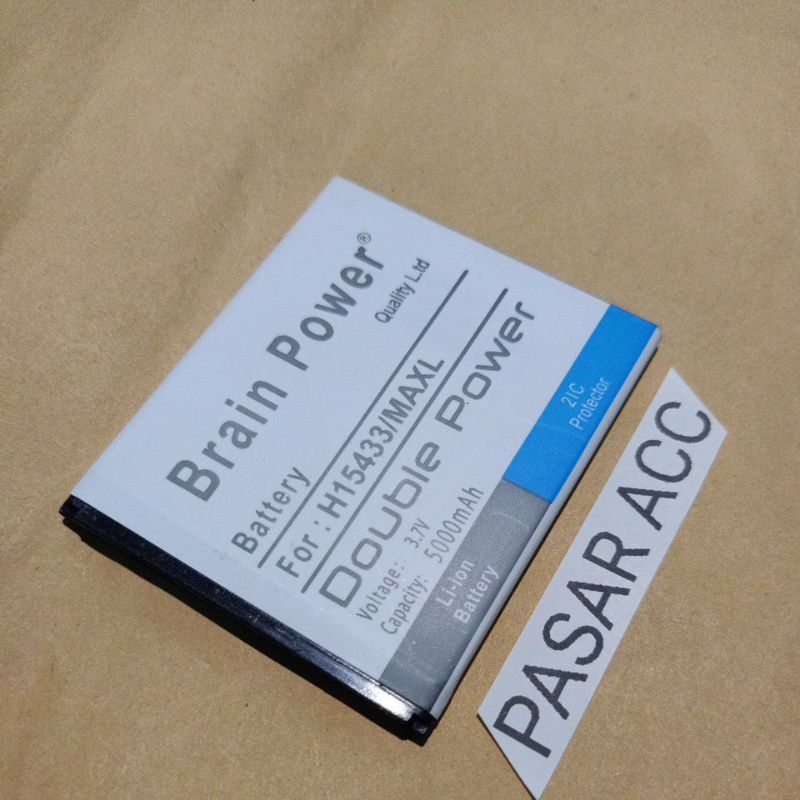 Brain Power®
Quality L.td
Battery
For : H15433/MAXL
Double Power
Voltage : 3.7V
Capacity: 5000mAh
Li-ion
Battery
2IC
Protector
PASAR ACC